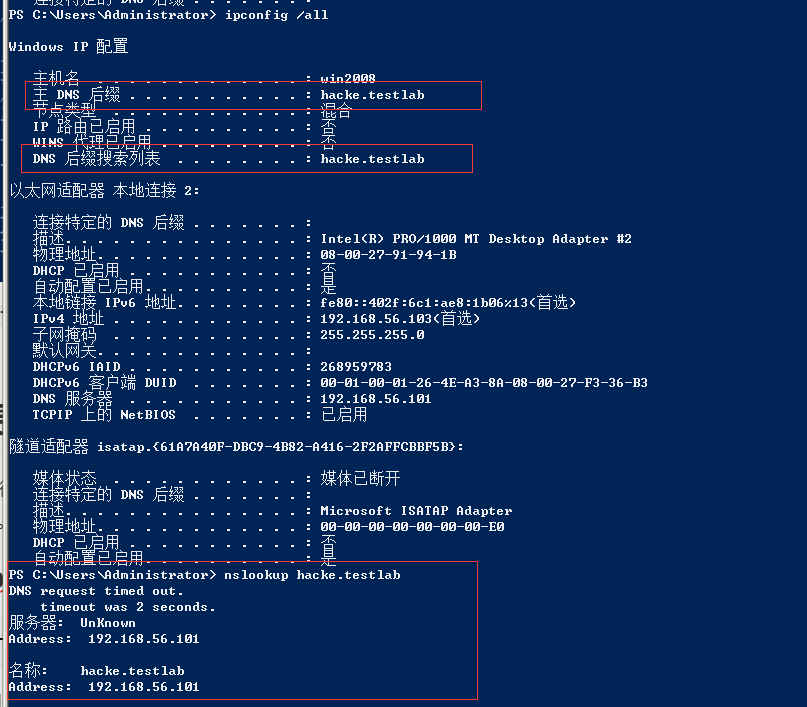 PS C:\Users\Administrator> ipconfig /all
Windows IP 配置
主机名 . . . . . . . . . . . . . : win2008
主 DNS 后缀 . . . . . . . . . . . : hacke.testlab
节点类型 . . . . . . . . . . . . : 混合
IP 路由已启用 . . . . . . . . . . : 否
WINS 代理已启用 . . . . . . . . . : 否
DNS 后缀搜索列表 . . . . . . . . : hacke.testlab
以太网适配器 本地连接 2:
连接特定的 DNS 后缀 . . . . . . . :
描述. . . . . . . . . . . . . . . : Intel(R) PRO/1000 MT Desktop Adapter #2
物理地址. . . . . . . . . . . . . : 08-00-27-91-94-1B
DHCP 已启用 . . . . . . . . . . . : 否
自动配置已启用. . . . . . . . . . : 是
本地链接 IPv6 地址. . . . . . . . : fe80::402f:6c1:ae8:1b06%13(首选)
IPv4 地址 . . . . . . . . . . . . : 192.168.56.103(首选)
子网掩码 . . . . . . . . . . . . : 255.255.255.0
默认网关. . . . . . . . . . . . . :
DHCPv6 IAID . . . . . . . . . . . : 268959783
DHCPv6 客户端 DUID . . . . . . . : 00-01-00-01-26-4E-A3-8A-08-00-27-F3-36-B3
DNS 服务器 . . . . . . . . . . . : 192.168.56.101
TCPIP 上的 NetBIOS . . . . . . . : 已启用
隧道适配器 isatap.{61A7A40F-DBC9-4B82-A416-2F2AFFCBBF5B}:
媒体状态 . . . . . . . . . . . . : 媒体已断开
连接特定的 DNS 后缀 . . . . . . . :
描述. . . . . . . . . . . . . . . : Microsoft ISATAP Adapter
物理地址. . . . . . . . . . . . . : 00-00-00-00-00-00-00-E0
DHCP 已启用 . . . . . . . . . . . : 否
自动配置已启用. . . . . . . . . . : 是
PS C:\Users\Administrator> nslookup hacke.testlab
DNS request timed out.
timeout was 2 seconds.
服务器: UnKnown
Address: 192.168.56.101
名称: hacke.testlab
Address: 192.168.56.101